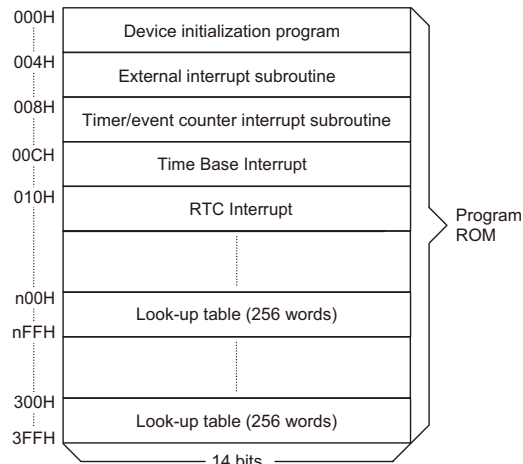 000H
Device initialization program
004H
External interrupt subroutine
008H
Timer/event counter interrupt subroutine
00CH
Time Base Interrupt
010H
RTC Interrupt
Program
ROM
n00H
Look-up table (256 words)
nFFH
300H
Look-up table (256 words)
3FFH
14 bits